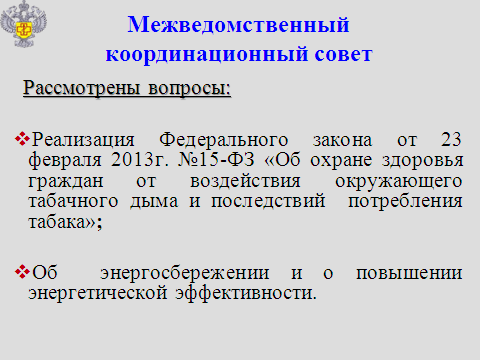 Межведомственный
координационный совет
Рассмотрены вопросы:
Реализация Федерального закона от 23
февраля 2013г. №15-ФЗ «Об охране здоровья
граждан от воздействия окружающего
табачного дыма и последствий потребления
табака»;
Об энергосбережении и о повышении
энергетической эффективности.